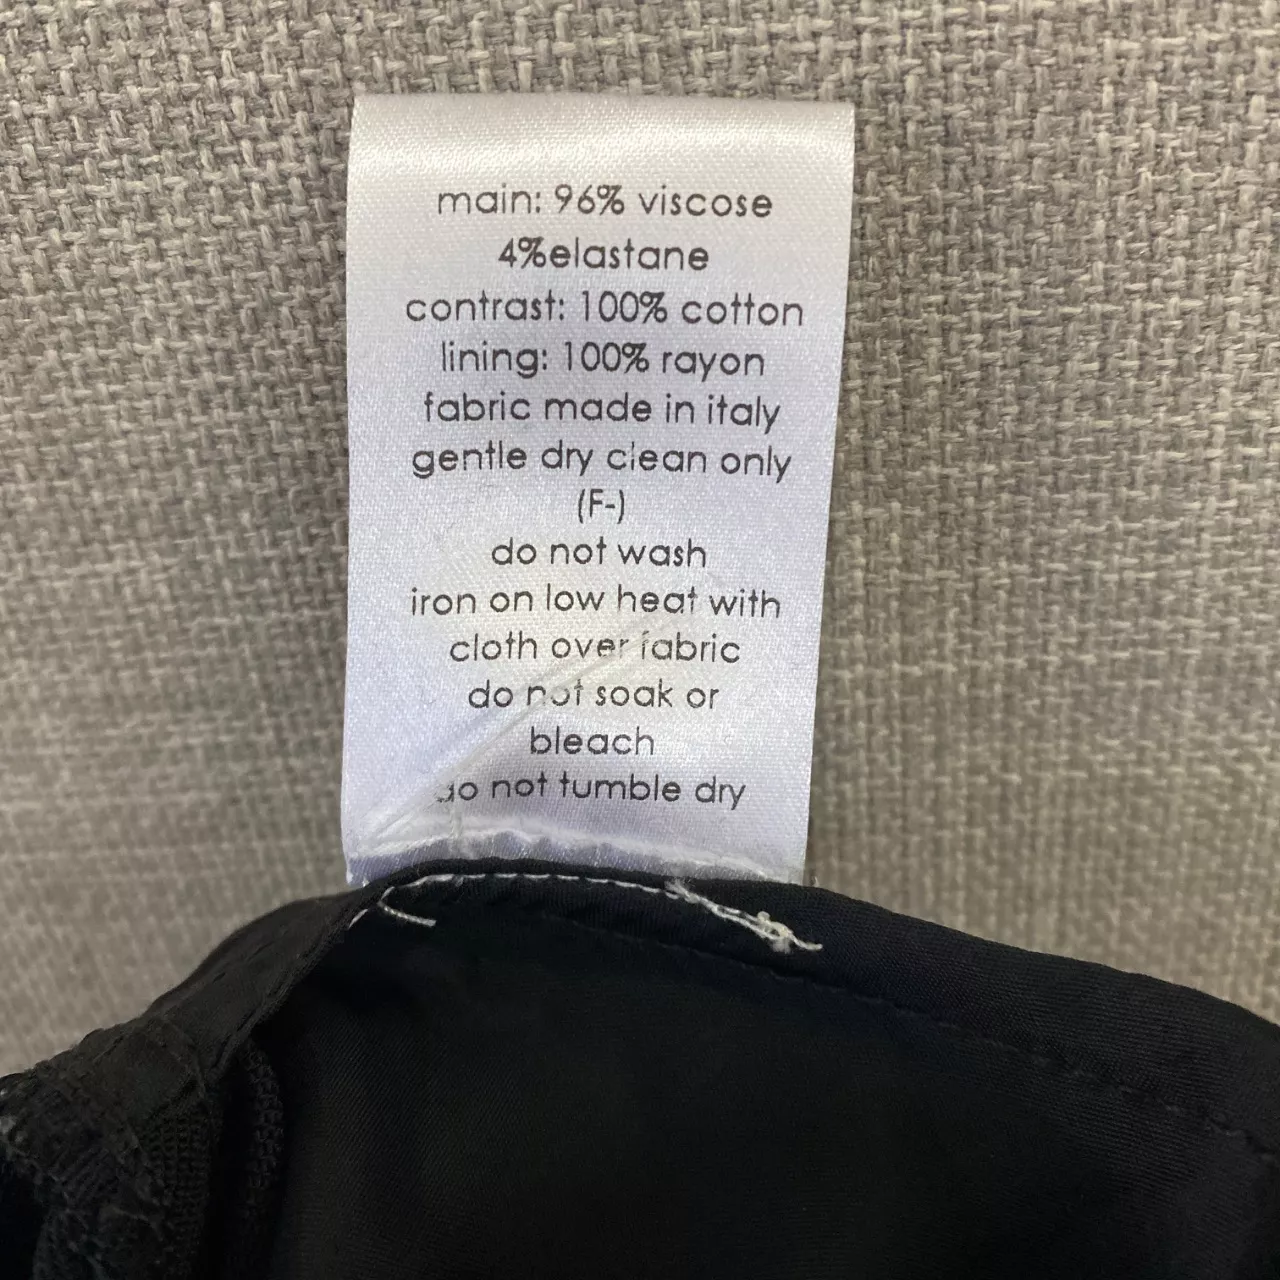 main: 96% viscose
4%elastane
contrast: 100% cotton
lining: 100% rayon
fabric made in italy
gentle dry clean only
(F-)
do not wash
iron on low heat with
cloth over fabric
do not soak or
bleach
do not tumble dry